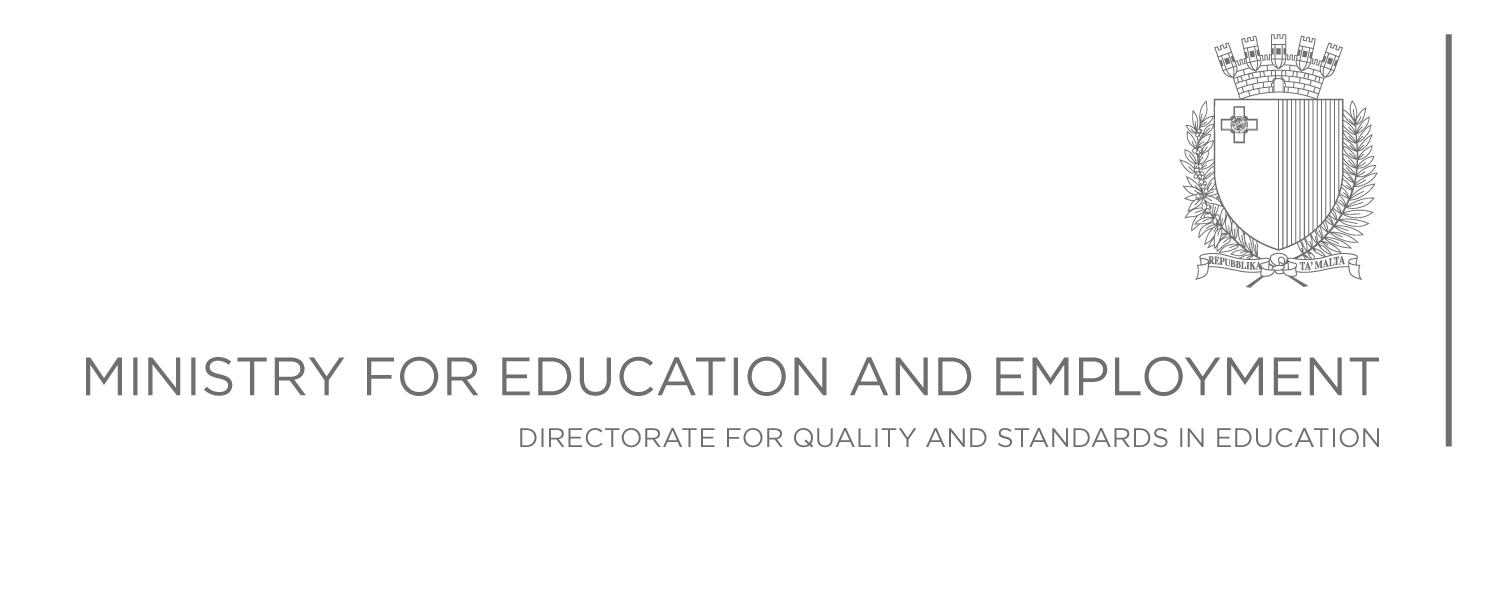 REPUBBLIKA TA' MALTA
MINISTRY FOR EDUCATION AND EMPLOYMENT
DIRECTORATE FOR QUALITY AND STANDARDS IN EDUCATION